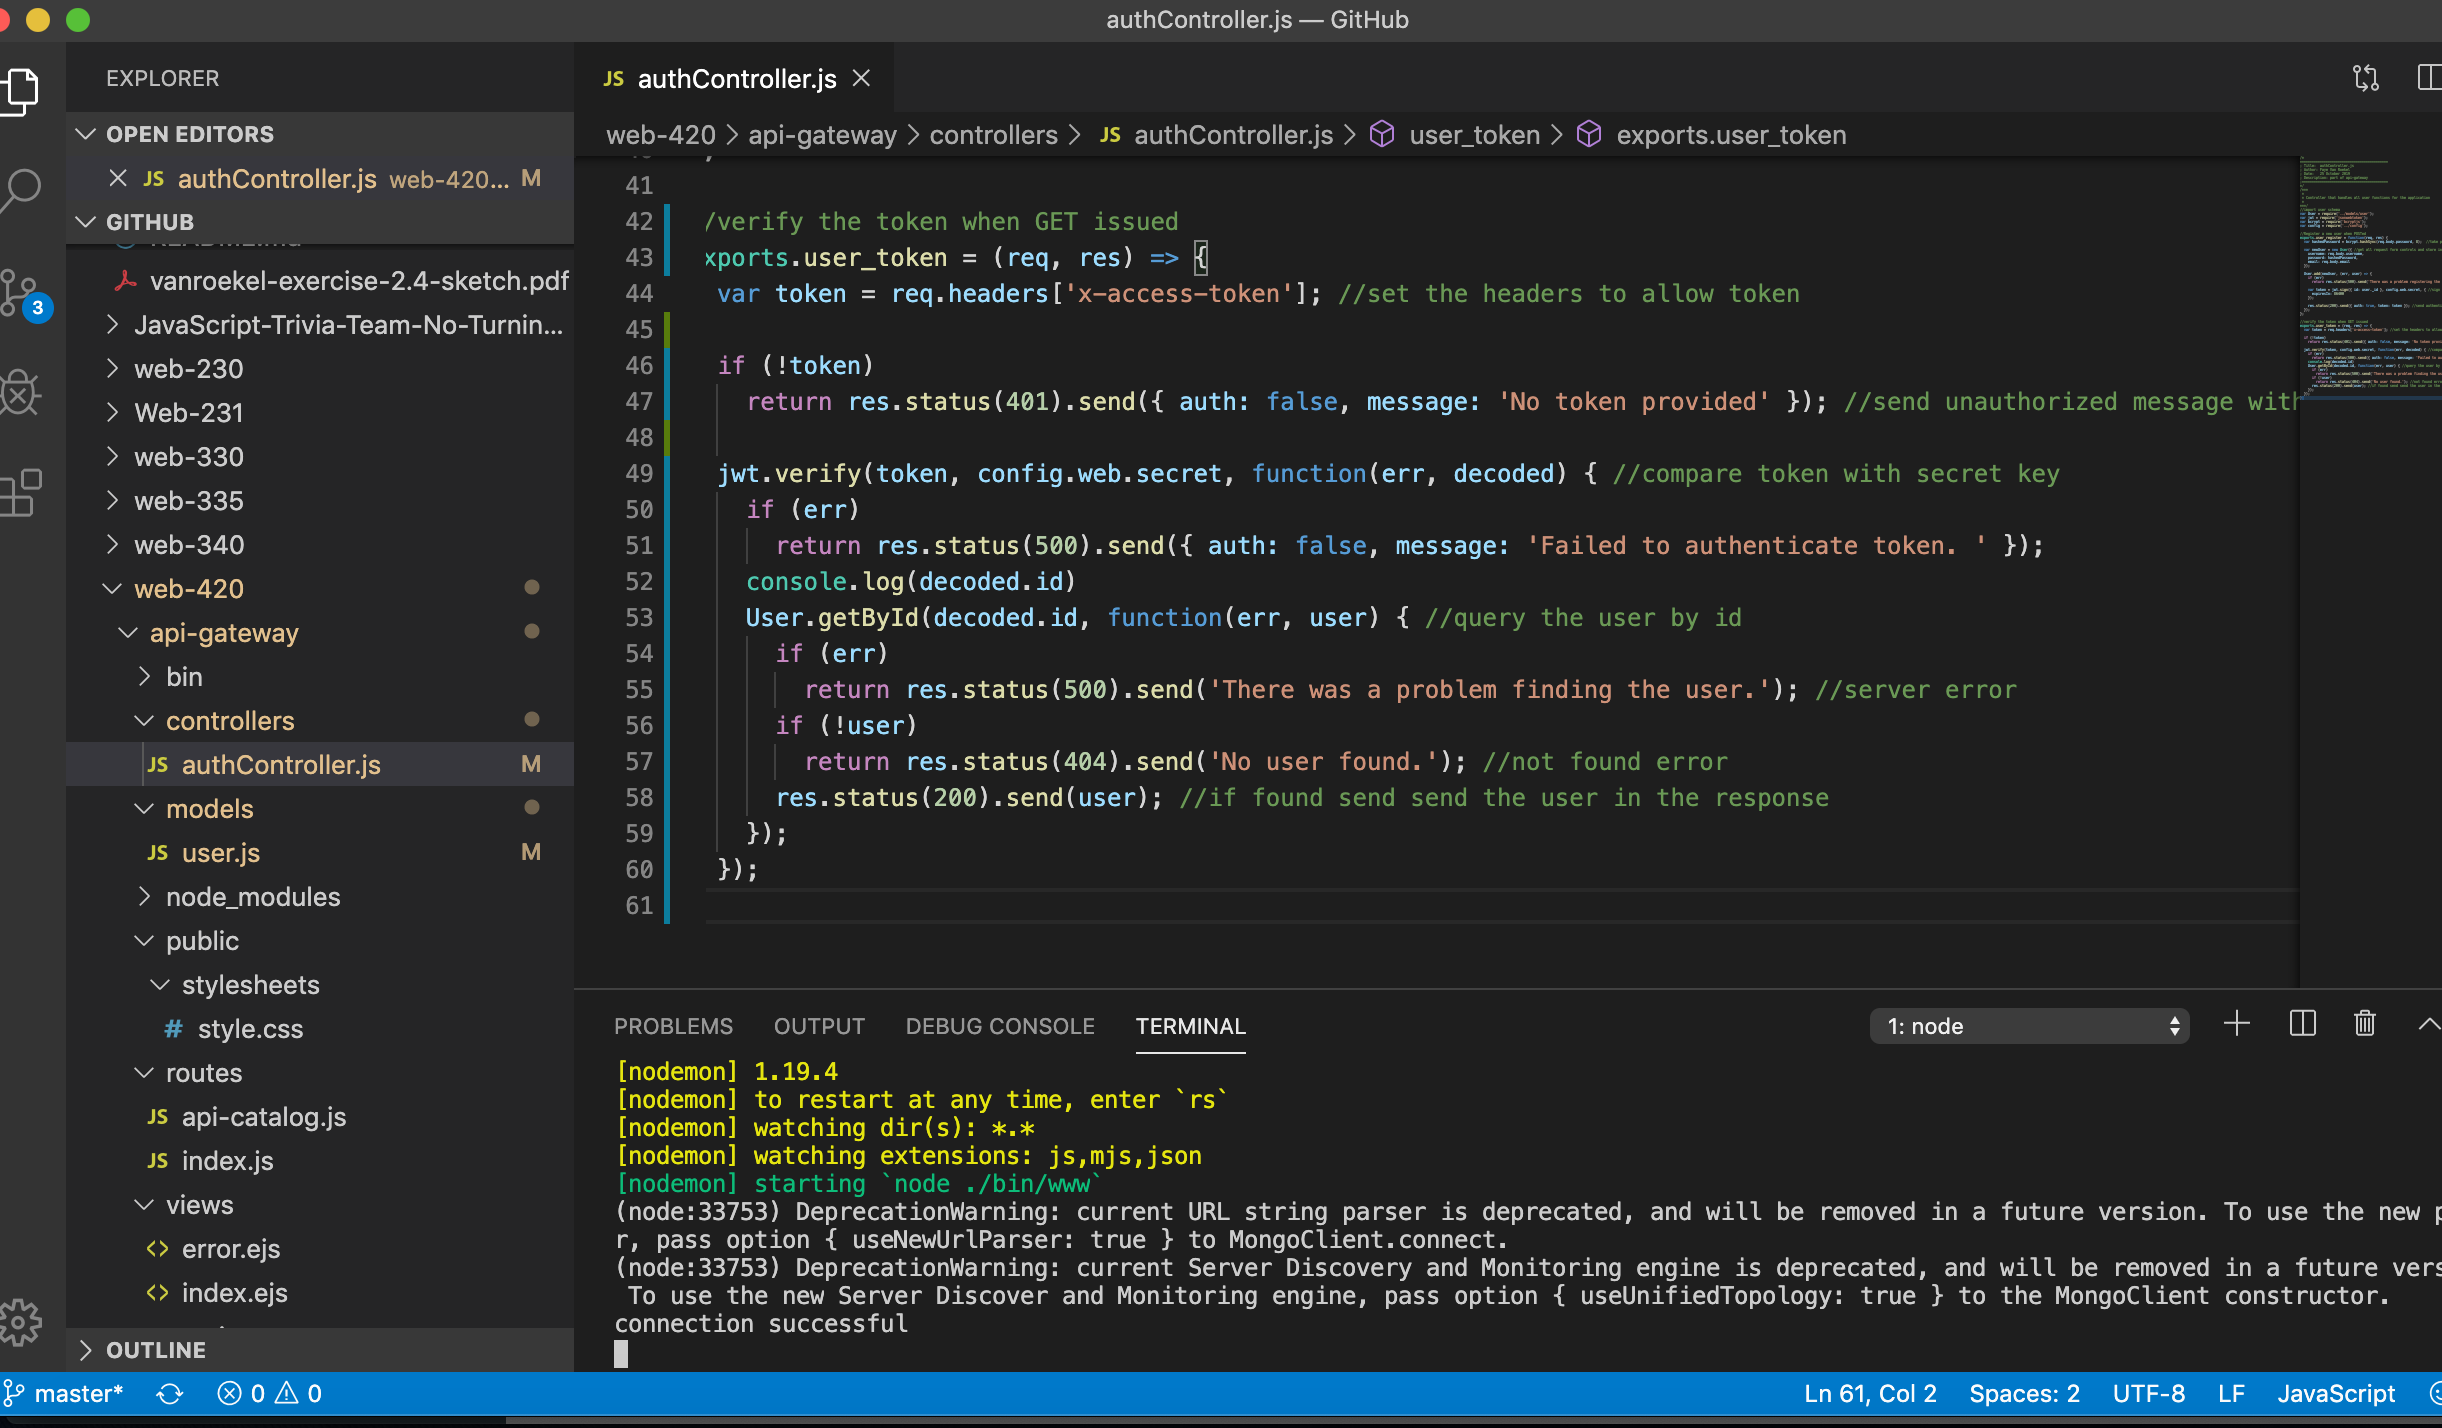 authController.js — GitHub
EXPLORER
OPEN EDITORS
JS authController.js web-420... M
GITHUB
vanroekel-exercise-2.4-sketch.pdf
JavaScript-Trivia-Team-No-Turnin...
web-230
Web-231
web-330
web-335
web-340
web-420
api-gateway
bin
controllers
JS authController.js M
models
JS user.js M
node_modules
public
stylesheets
# style.css
routes
JS api-catalog.js
JS index.js
views
<> error.ejs
<> index.ejs
OUTLINE
3
JS authController.js
web-420 > api-gateway > controllers > JS authController.js > user_token > exports.user_token
41
42 /verify the token when GET issued
43 xports.user_token = (req, res) => {
44 var token = req.headers['x-access-token']; //set the headers to allow token
45
46 if (!token)
47 return res.status(401).send({ auth: false, message: 'No token provided' }); //send unauthorized message with
48
49 jwt.verify(token, config.web.secret, function(err, decoded) { //compare token with secret key
50 if (err)
51 return res.status(500).send({ auth: false, message: 'Failed to authenticate token. ' });
52 console.log(decoded.id)
53 User.getById(decoded.id, function(err, user) { //query the user by id
54 if (err)
55 return res.status(500).send('There was a problem finding the user.'); //server error
56 if (!user)
57 return res.status(404).send('No user found.'); //not found error
58 res.status(200).send(user); //if found send send the user in the response
59 });
60 });
61
PROBLEMS OUTPUT DEBUG CONSOLE TERMINAL 1: node
[nodemon] 1.19.4
[nodemon] to restart at any time, enter `rs`
[nodemon] watching dir(s): *.*
[nodemon] watching extensions: js,mjs,json
[nodemon] starting `node ./bin/www`
(node:33753) DeprecationWarning: current URL string parser is deprecated, and will be removed in a future version. To use the new p
r, pass option { useNewUrlParser: true } to MongoClient.connect.
(node:33753) DeprecationWarning: current Server Discovery and Monitoring engine is deprecated, and will be removed in a future vers
To use the new Server Discover and Monitoring engine, pass option { useUnifiedTopology: true } to the MongoClient constructor.
connection successful
master* 0 0 Ln 61, Col 2 Spaces: 2 UTF-8 LF JavaScript